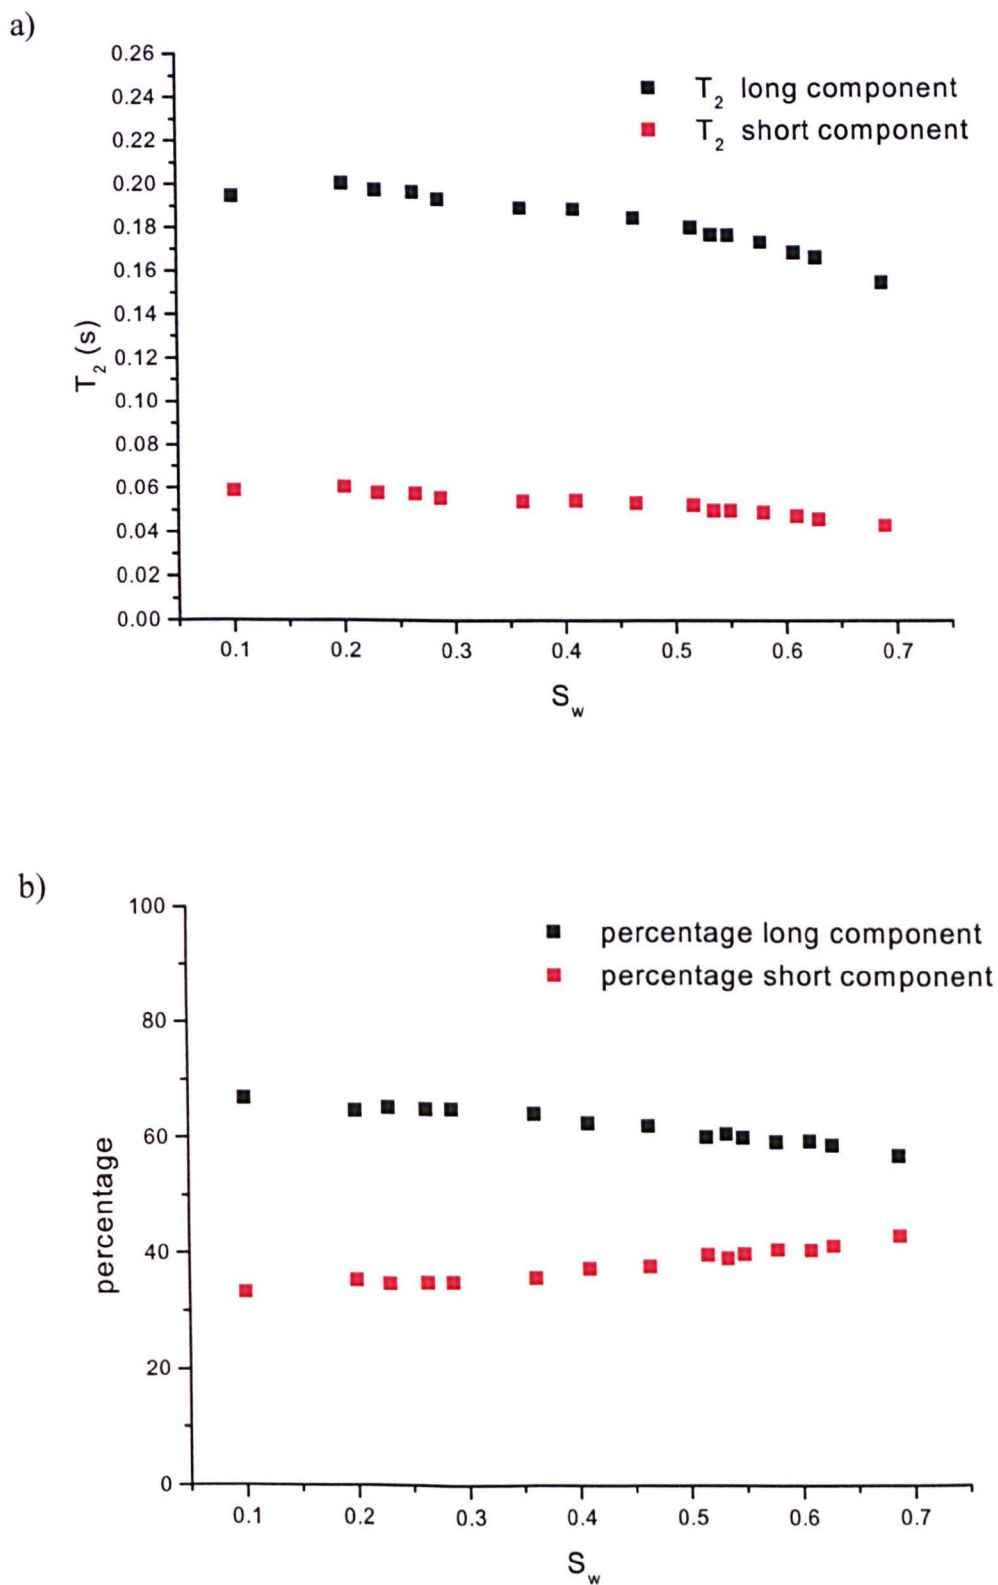 a)
0.26
0.24
0.22
0.20
0.18
0.16
0.14
0.12
0.10
0.08
0.06
0.04
0.02
0.00
T2 (s)
T2 long component
T2 short component
0.1 0.2 0.3 0.4 0.5 0.6 0.7
Sw
b)
100
80
60
40
20
0
percentage
percentage long component
percentage short component
0.1 0.2 0.3 0.4 0.5 0.6 0.7
Sw